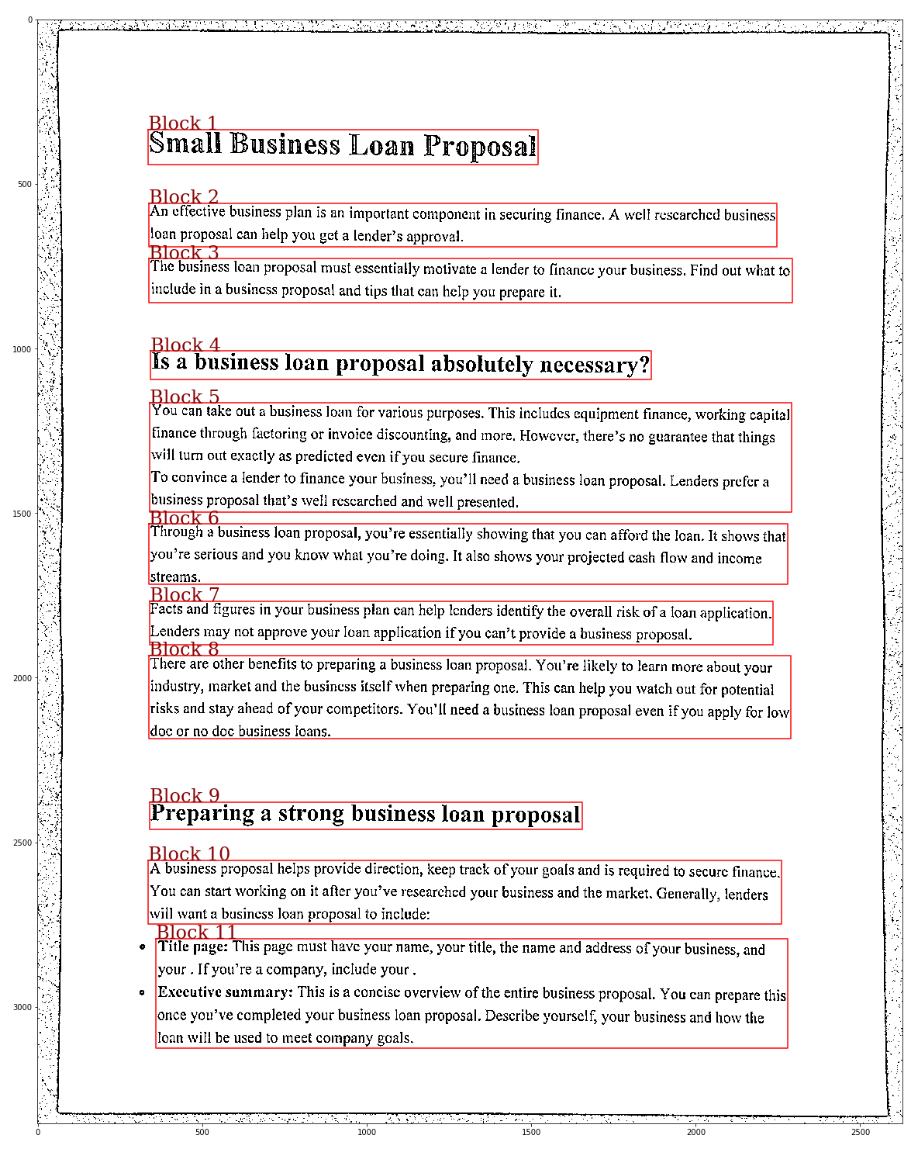 Block 1
Small Business Loan Proposal
Block 2
An effective business plan is an important component in securing finance. A well researched business
loan proposal can help you get a lender's approval.
Block 3
The business loan proposal must essentially motivate a lender to finance your business. Find out what to
include in a business proposal and tips that can help you prepare it.
Block 4
Is a business loan proposal absolutely necessary?
Block 5
You can take out a business loan for various purposes. This includes equipment finance, working capital
finance through factoring or invoice discounting, and more. However, there's no guarantee that things
will turn out exactly as predicted even if you secure finance.
To convince a lender to finance your business, you'll need a business loan proposal. Lenders prefer a
business proposal that's well researched and well presented.
Block 6
Through a business loan proposal, you're essentially showing that you can afford the loan. It shows that
you're serious and you know what you're doing. It also shows your projected cash flow and income
streams.
Block 7
Facts and figures in your business plan can help lenders identify the overall risk of a loan application.
Lenders may not approve your loan application if you can't provide a business proposal.
Block 8
There are other benefits to preparing a business loan proposal. You're likely to learn more about your
industry, market and the business itself when preparing one. This can help you watch out for potential
risks and stay ahead of your competitors. You'll need a business loan proposal even if you apply for low
doc or no doc business loans.
Block 9
Preparing a strong business loan proposal
Block 10
A business proposal helps provide direction, keep track of your goals and is required to secure finance.
You can start working on it after you've researched your business and the market. Generally, lenders
will want a business loan proposal to include:
Block 11
• Title page: This page must have your name, your title, the name and address of your business, and
your . If you're a company, include your .
• Executive summary: This is a concise overview of the entire business proposal. You can prepare this
once you've completed your business loan proposal. Describe yourself, your business and how the
loan will be used to meet company goals.
0
500
1000
1500
2000
2500
3000
0 500 1000 1500 2000 2500